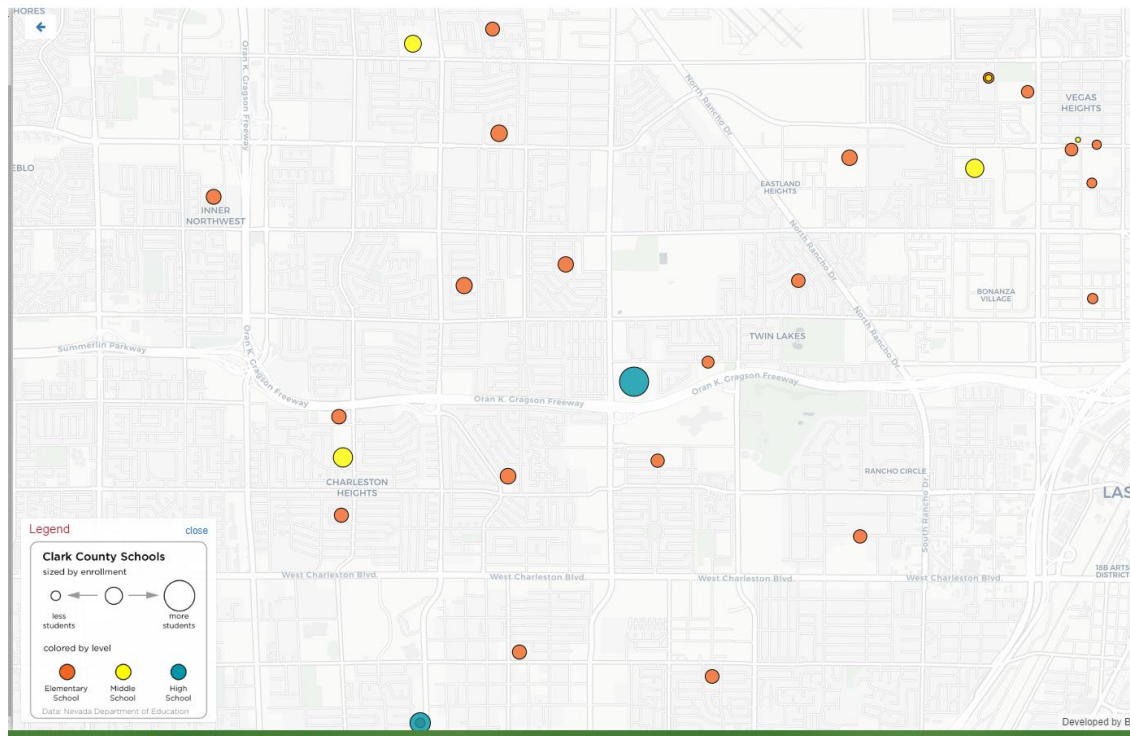 HORES
Oran K. Gragson Freeway
North Rancho Dr.
VEGAS
HEIGHTS
EBLO
EASTLAND
HEIGHTS
INNER
NORTHWEST
North Rancho Dr
BONANZA
VILLAGE
Oran K. Gragson Freeway
North Rancho Dr.
Summerlin Parkway
TWIN LAKES
Oran K. Gragson Freeway
Oran K. Gragson Freeway
CHARLESTON
HEIGHTS
RANCHO CIRCLE
LAS
South Rancho Dr
18B ARTS
DISTRICT
West Charleston Blvd.
West Charleston Blvd.
West Charleston Blvd.
West Charleston Blvd.
Legend
close
Clark County Schools
sized by enrollment
less
students
more
students
colored by level
Elementary
School
Middle
School
High
School
Data: Nevada Department of Education
Developed by B